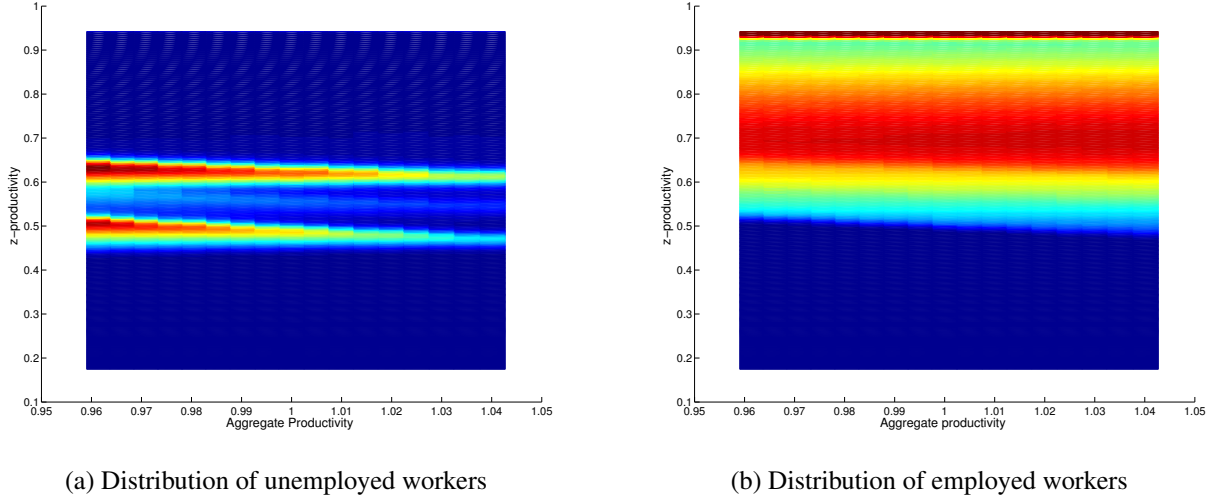 1
0.9
0.8
0.7
0.6
0.5
0.4
0.3
0.2
0.1
z−productivity
0.95 0.96 0.97 0.98 0.99 1 1.01 1.02 1.03 1.04 1.05
Aggregate Productivity
(a) Distribution of unemployed workers
1
0.9
0.8
0.7
0.6
0.5
0.4
0.3
0.2
0.1
z−productivity
0.95 0.96 0.97 0.98 0.99 1 1.01 1.02 1.03 1.04 1.05
Aggregate productivity
(b) Distribution of employed workers